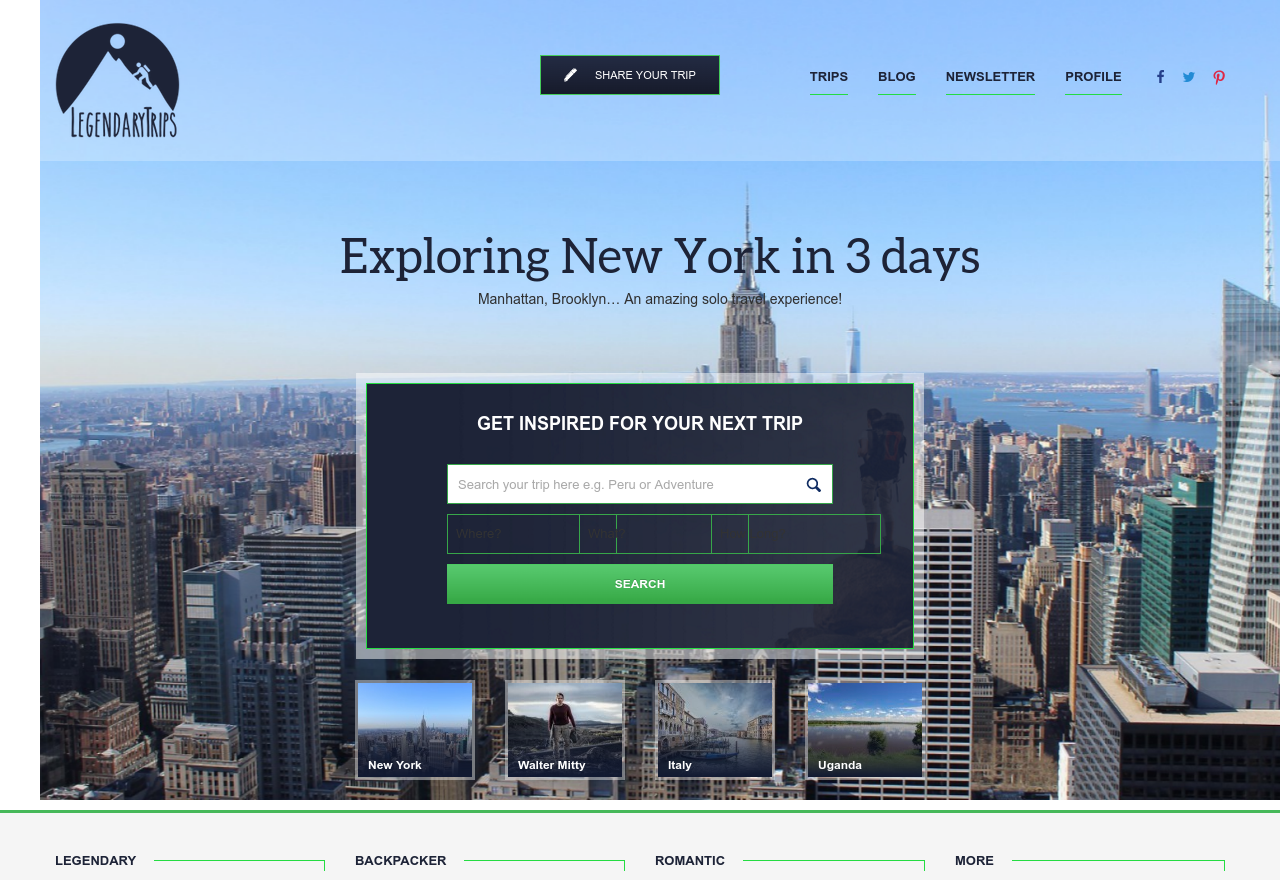 LEGENDARYTRIPS
SHARE YOUR TRIP
TRIPS
BLOG
NEWSLETTER
PROFILE
Exploring New York in 3 days
Manhattan, Brooklyn… An amazing solo travel experience!
GET INSPIRED FOR YOUR NEXT TRIP
Search your trip here e.g. Peru or Adventure
Where?
SEARCH
New York
Walter Mitty
Italy
Uganda
LEGENDARY
BACKPACKER
ROMANTIC
MORE